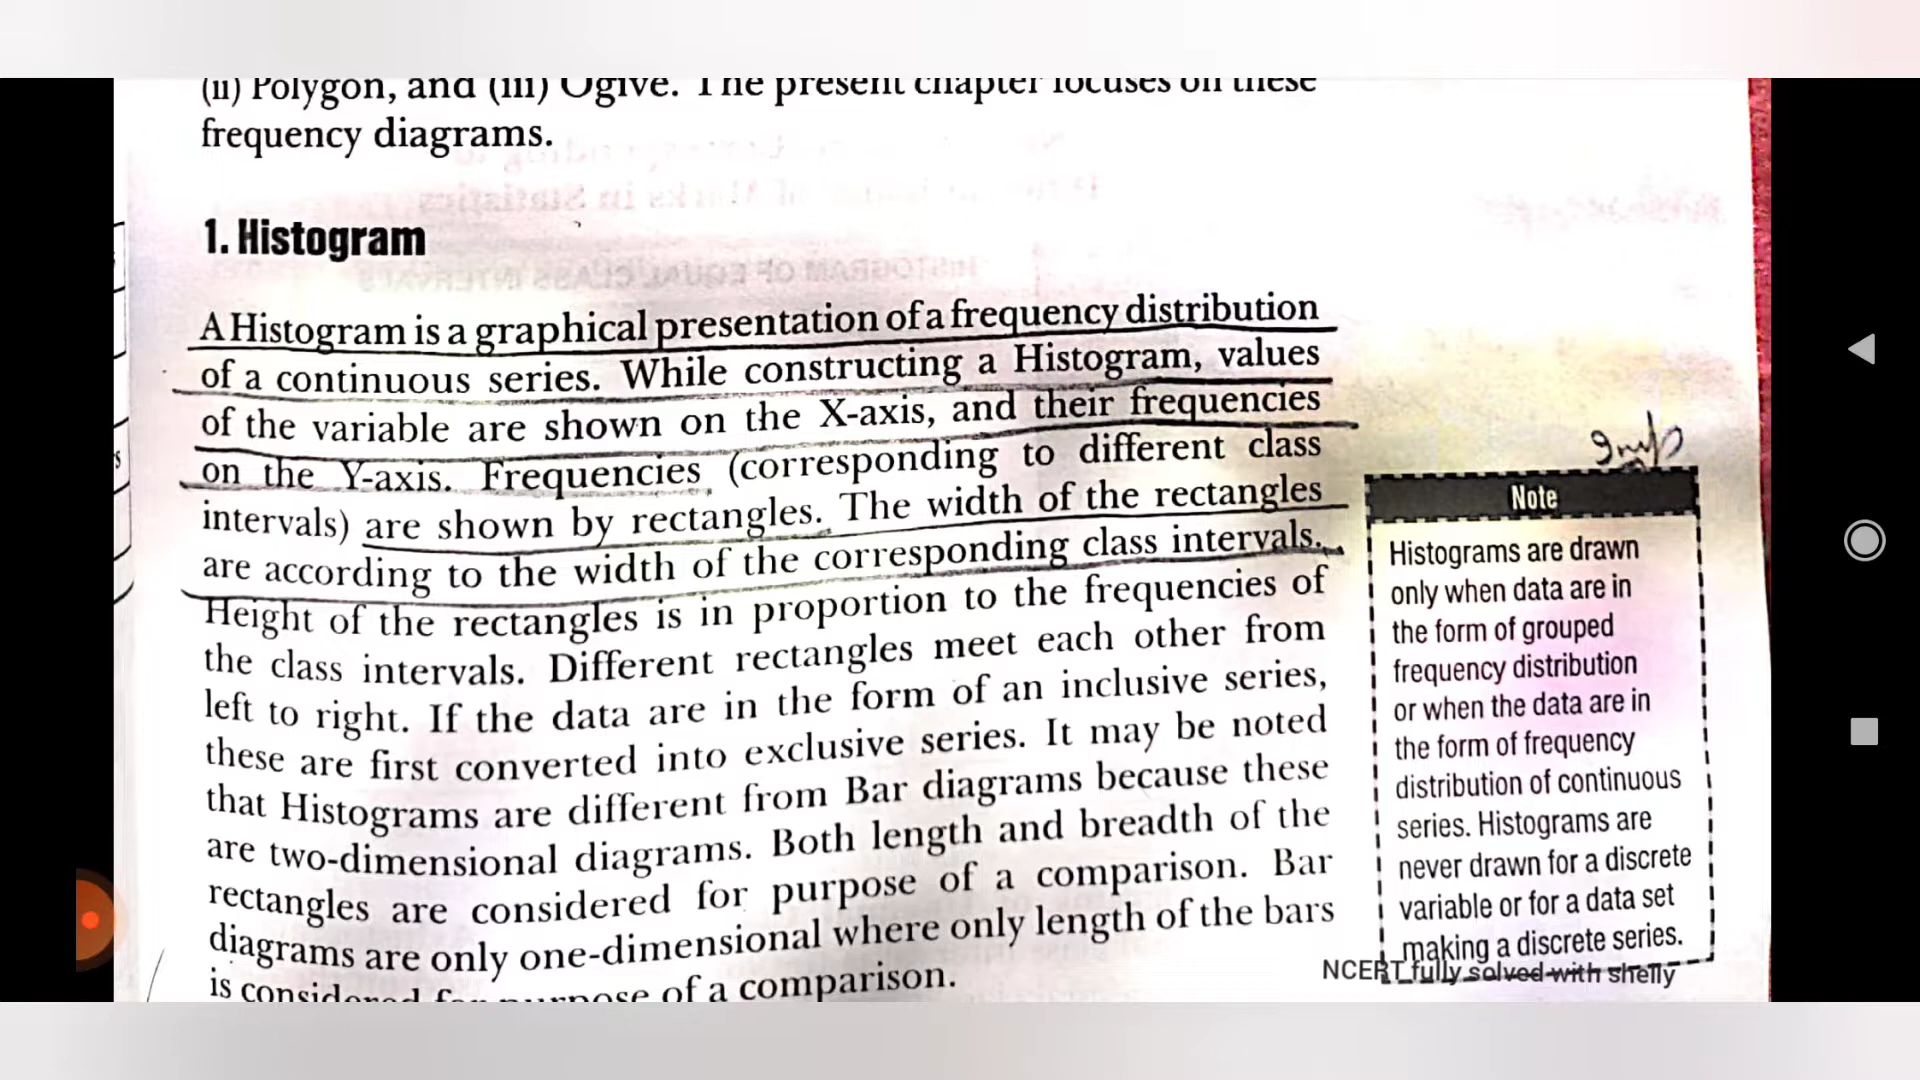 (ii) Polygon, and (iii) Ogive. The present chapter focuses on these
frequency diagrams.
1. Histogram
A Histogram is a graphical presentation of a frequency distribution
of a continuous series. While constructing a Histogram, values
of the variable are shown on the X-axis, and their frequencies
on the Y-axis. Frequencies (corresponding to different class
intervals) are shown by rectangles. The width of the rectangles
are according to the width of the corresponding class intervals.
Height of the rectangles is in proportion to the frequencies of
the class intervals. Different rectangles meet each other from
left to right. If the data are in the form of an inclusive series,
these are first converted into exclusive series. It may be noted
that Histograms are different from Bar diagrams because these
are two-dimensional diagrams. Both length and breadth of the
rectangles are considered for purpose of a comparison. Bar
diagrams are only one-dimensional where only length of the bars
is considered for purpose of a comparison.
Note
Histograms are drawn
only when data are in
the form of grouped
frequency distribution
or when the data are in
the form of frequency
distribution of continuous
series. Histograms are
never drawn for a discrete
variable or for a data set
making a discrete series.
NCERT fully solved with shelly